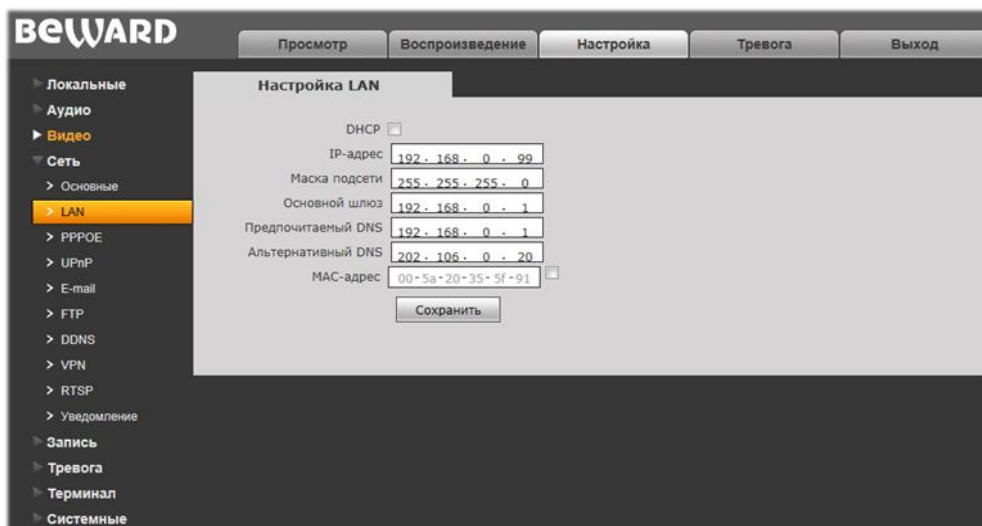 BEWARD
Просмотр Воспроизведение Настройка Тревога Выход
Локальные
Аудио
Видео
Сеть
Основные
LAN
PPPOE
UPnP
E-mail
FTP
DDNS
VPN
RTSP
Уведомление
Запись
Тревога
Терминал
Системные
Настройка LAN
DHCP
IP-адрес 192. 168. 0 . 99
Маска подсети 255. 255. 255. 0
Основной шлюз 192. 168. 0 . 1
Предпочитаемый DNS 192. 168. 0 . 1
Альтернативный DNS 202. 106. 0 . 20
MAC-адрес 00-5a-20-35-5f-91
Сохранить